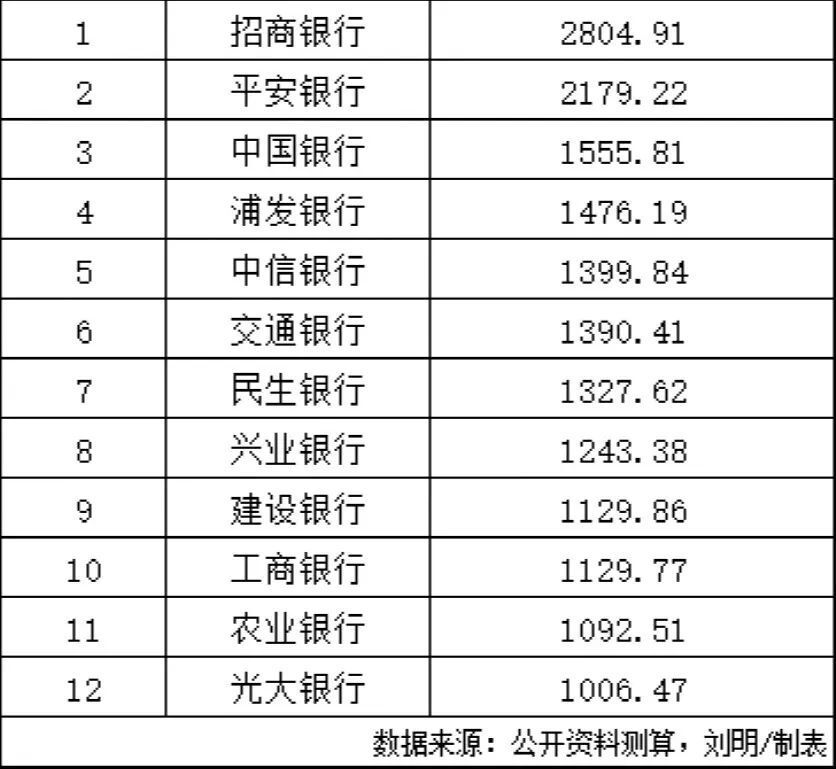 1 招商银行 2804.91
2 平安银行 2179.22
3 中国银行 1555.81
4 浦发银行 1476.19
5 中信银行 1399.84
6 交通银行 1390.41
7 民生银行 1327.62
8 兴业银行 1243.38
9 建设银行 1129.86
10 工商银行 1129.77
11 农业银行 1092.51
12 光大银行 1006.47
数据来源：公开资料测算，刘明/制表